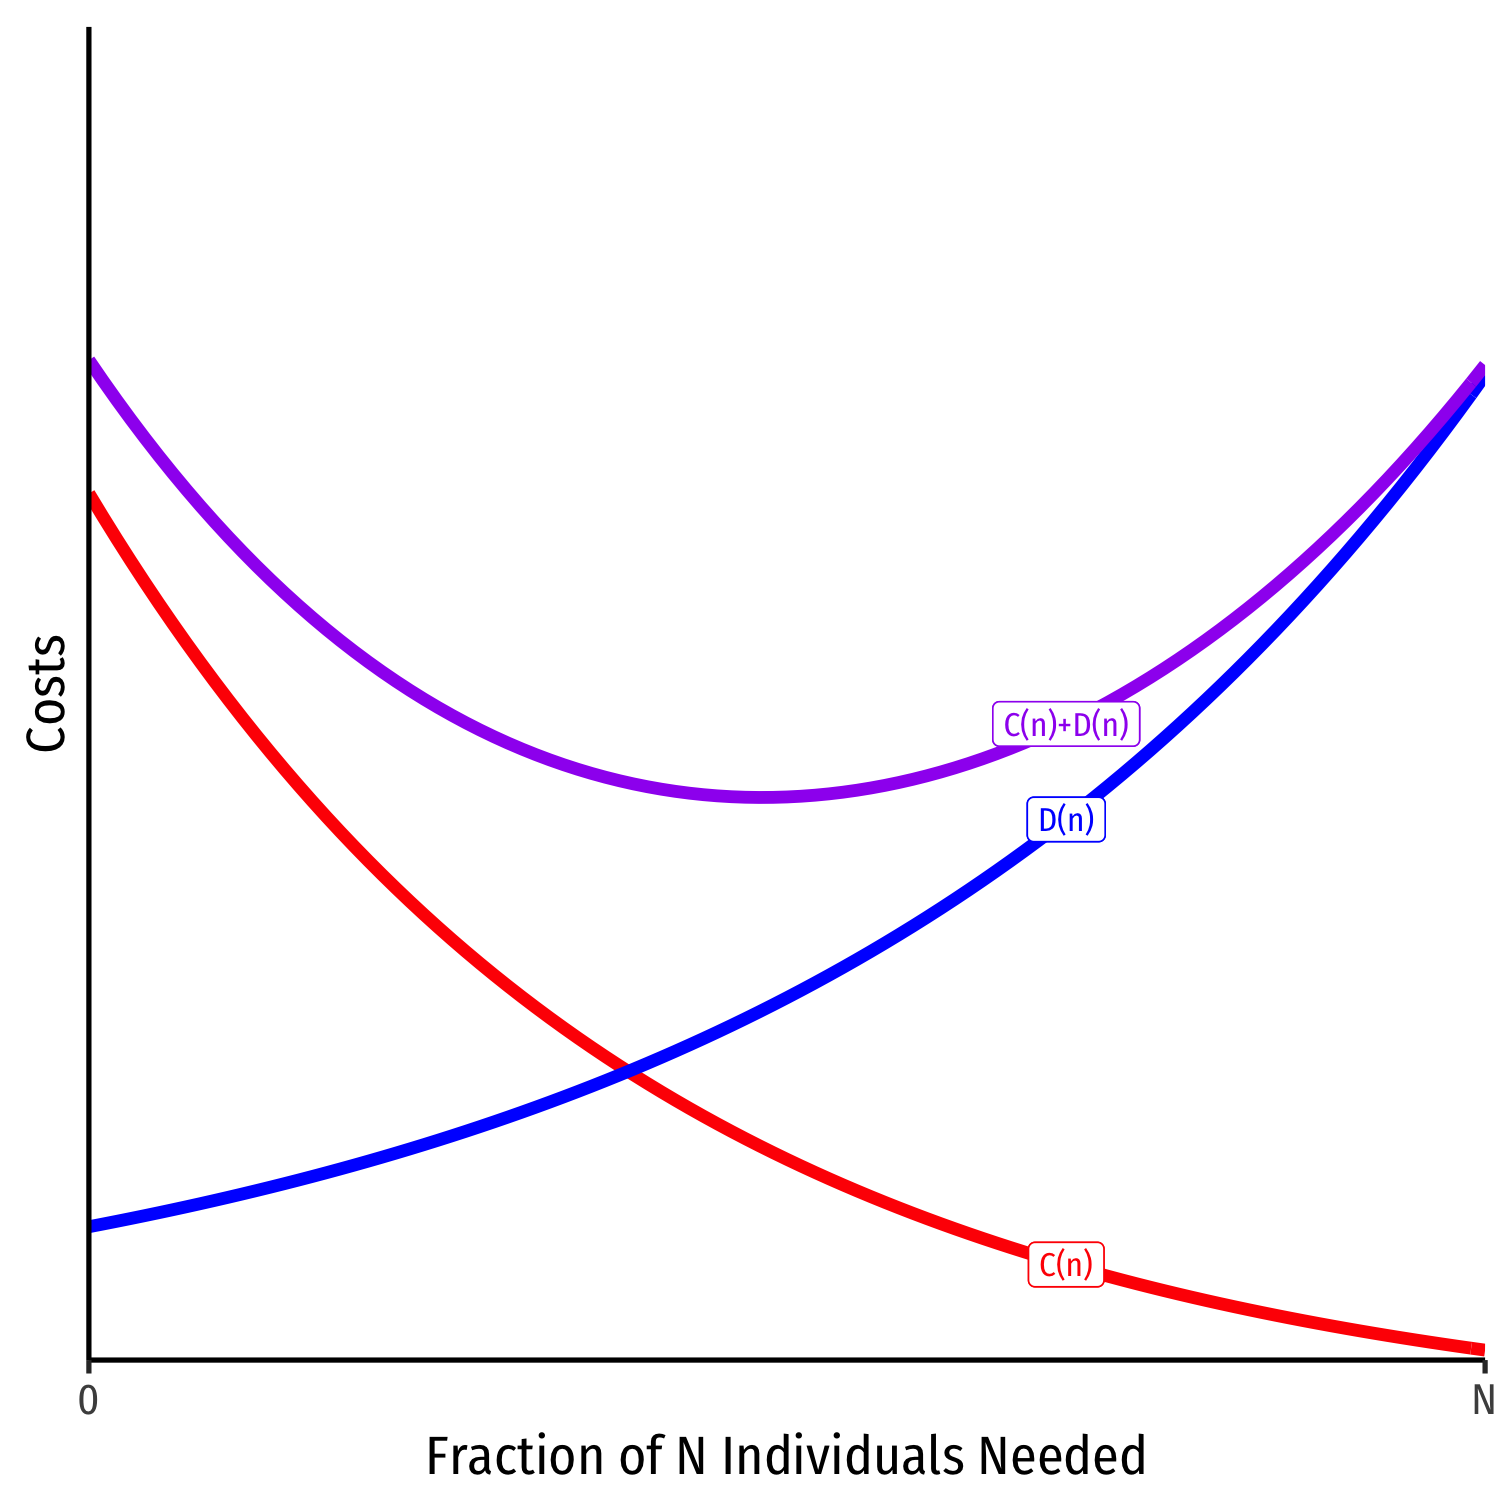 Costs
C(n)+D(n)
D(n)
C(n)
0
N
Fraction of N Individuals Needed